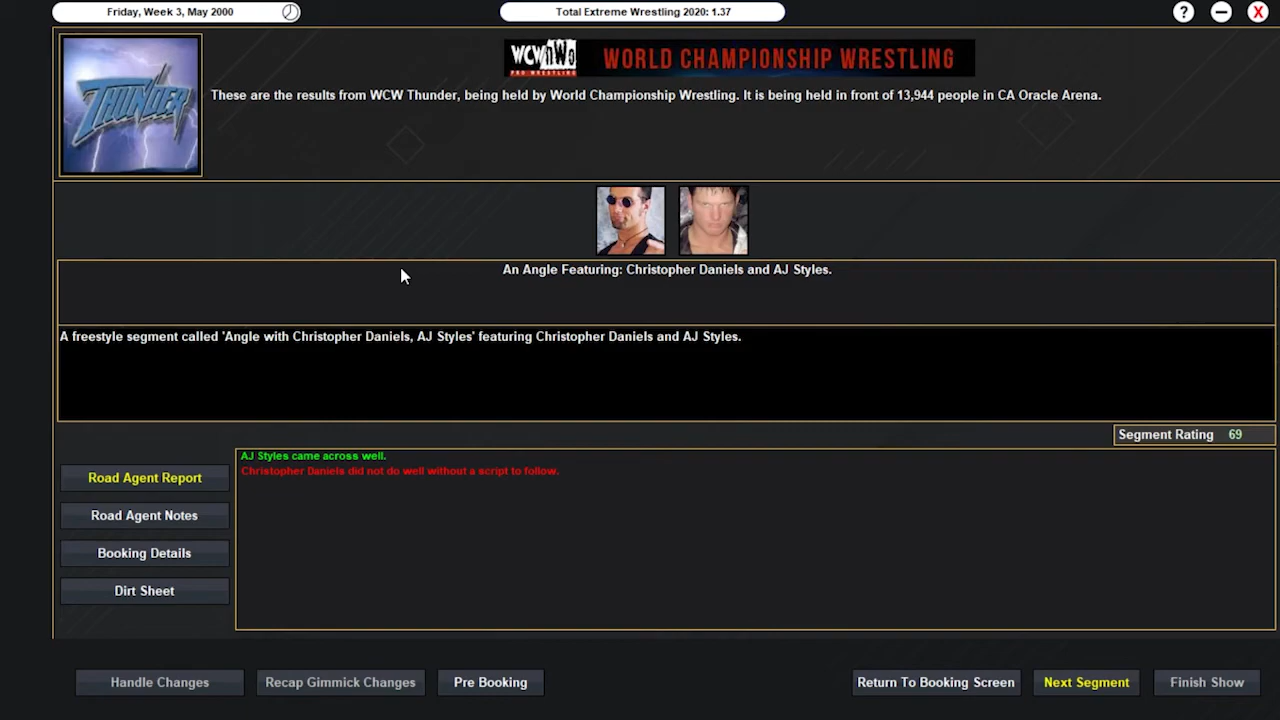 Friday, Week 3, May 2000
Total Extreme Wrestling 2020: 1.37
?
X
THUNDER
WCW nWo
PRO WRESTLING
WORLD CHAMPIONSHIP WRESTLING
These are the results from WCW Thunder, being held by World Championship Wrestling. It is being held in front of 13,944 people in CA Oracle Arena.
An Angle Featuring: Christopher Daniels and AJ Styles.
A freestyle segment called 'Angle with Christopher Daniels, AJ Styles' featuring Christopher Daniels and AJ Styles.
Segment Rating 69
AJ Styles came across well.
Christopher Daniels did not do well without a script to follow.
Road Agent Report
Road Agent Notes
Booking Details
Dirt Sheet
Handle Changes
Recap Gimmick Changes
Pre Booking
Return To Booking Screen
Next Segment
Finish Show